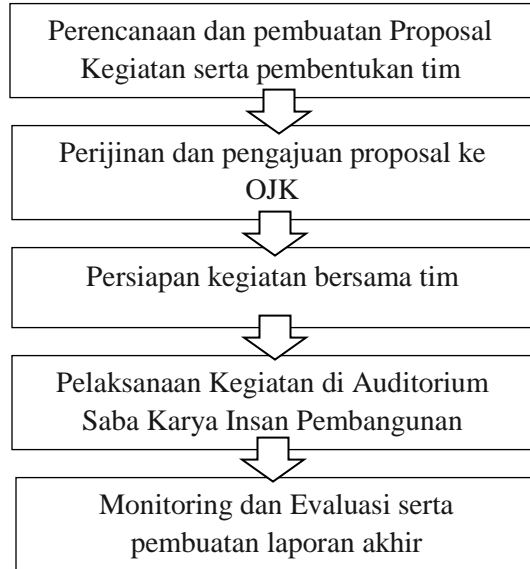 Perencanaan dan pembuatan Proposal
Kegiatan serta pembentukan tim
Perijinan dan pengajuan proposal ke
OJK
Persiapan kegiatan bersama tim
Pelaksanaan Kegiatan di Auditorium
Saba Karya Insan Pembangunan
Monitoring dan Evaluasi serta
pembuatan laporan akhir